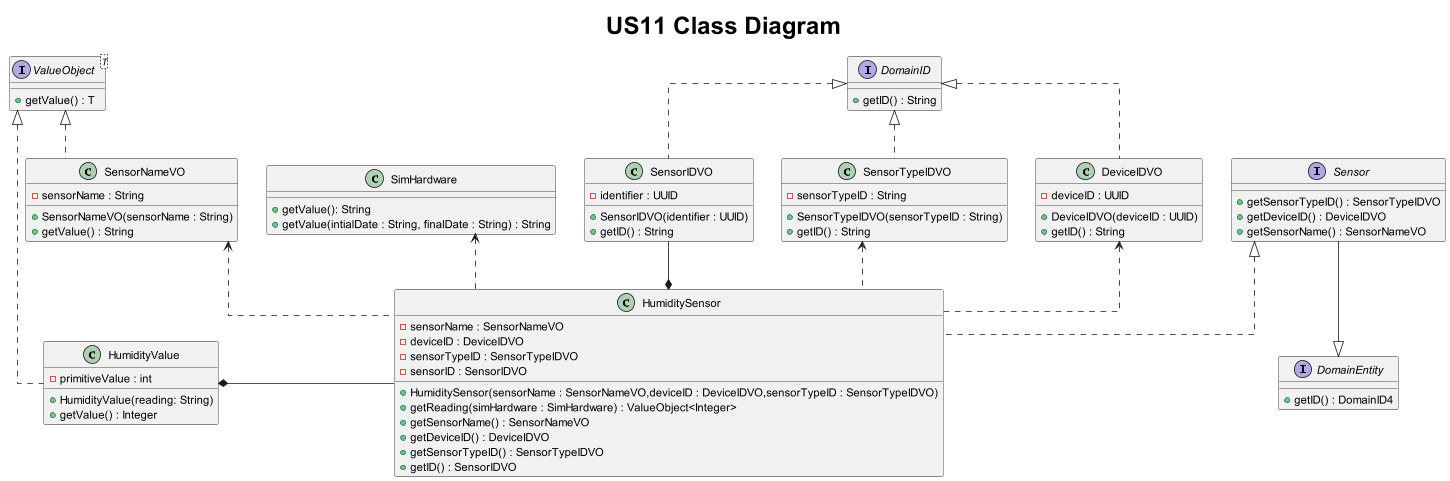 US11 Class Diagram
I ValueObject T
getValue() : T
I DomainID
getID() : String
C SensorNameVO
sensorName : String
SensorNameVO(sensorName : String)
getValue() : String
C SimHardware
getValue(): String
getValue(intialDate : String, finalDate : String) : String
C SensorIDVO
identifier : UUID
SensorIDVO(identifier : UUID)
getID() : String
C SensorTypeIDVO
sensorTypeID : String
SensorTypeIDVO(sensorTypeID : String)
getID() : String
C DeviceIDVO
deviceID : UUID
DeviceIDVO(deviceID : UUID)
getID() : String
I Sensor
getSensorTypeID() : SensorTypeIDVO
getDeviceID() : DeviceIDVO
getSensorName() : SensorNameVO
C HumiditySensor
sensorName : SensorNameVO
deviceID : DeviceIDVO
sensorTypeID : SensorTypeIDVO
sensorID : SensorIDVO
HumiditySensor(sensorName : SensorNameVO,deviceID : DeviceIDVO,sensorTypeID : SensorTypeIDVO)
getReading(simHardware : SimHardware) : ValueObject<Integer>
getSensorName() : SensorNameVO
getDeviceID() : DeviceIDVO
getSensorTypeID() : SensorTypeIDVO
getID() : SensorIDVO
C HumidityValue
primitiveValue : int
HumidityValue(reading: String)
getValue() : Integer
I DomainEntity
getID() : DomainID4